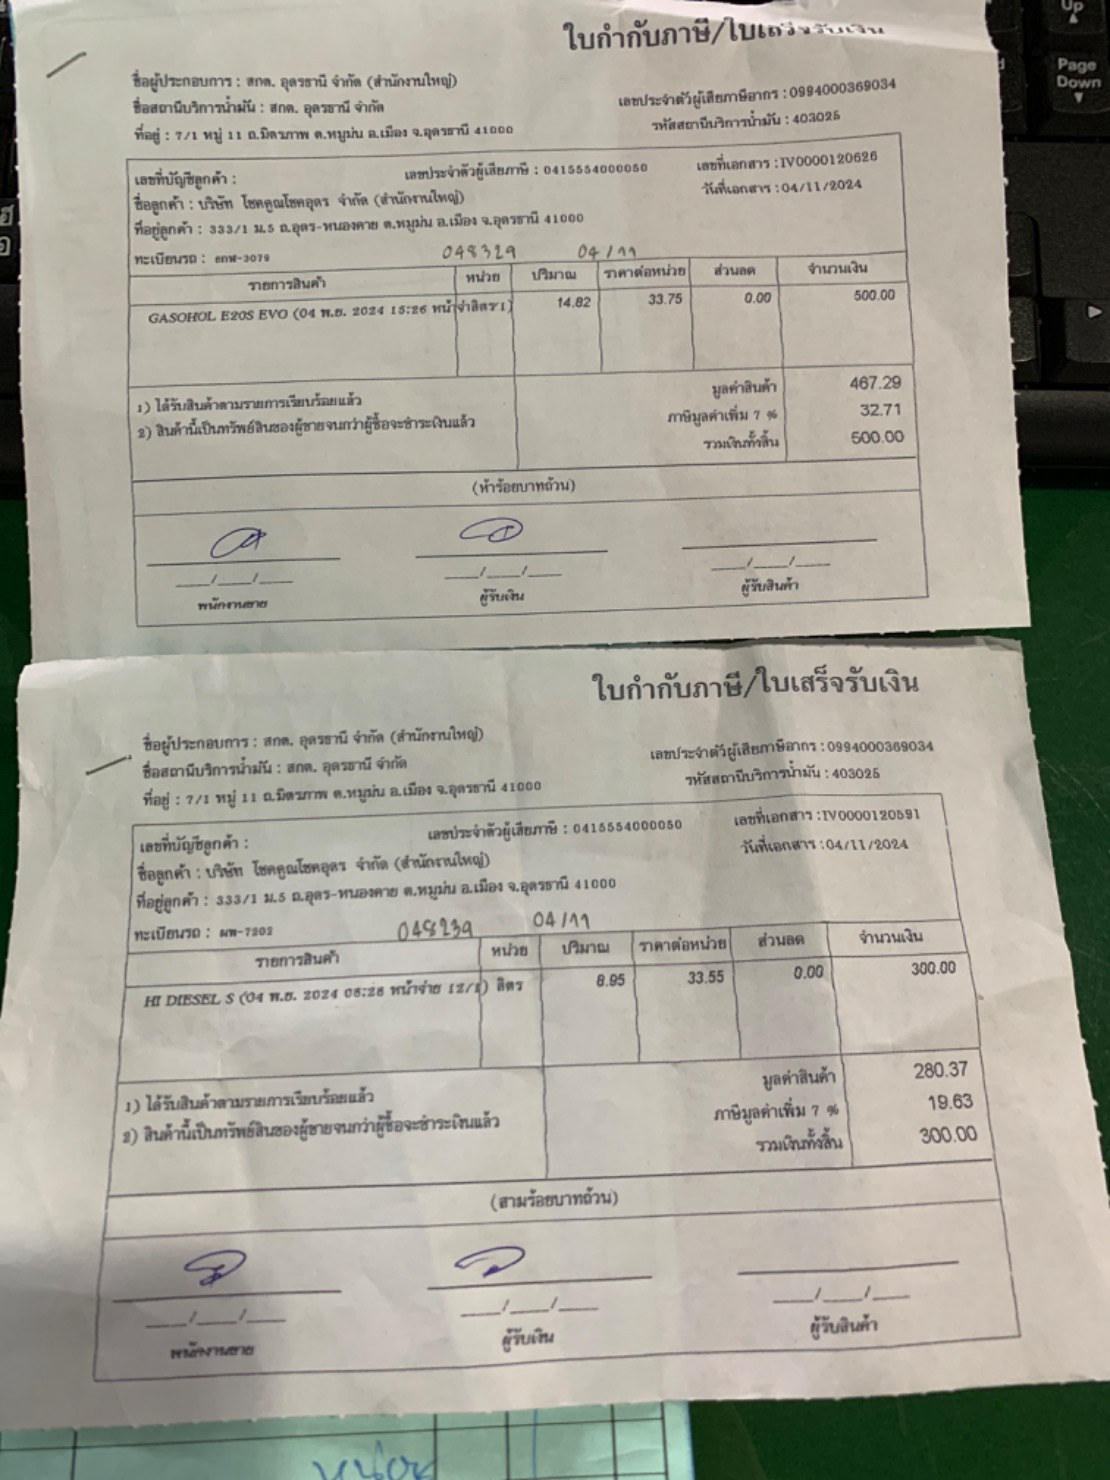 ใบกำกับภาษี/ใบเสร็จรับเงิน
ชื่อผู้ประกอบการ : สกต. อุดรธานี จำกัด (สำนักงานใหญ่)
เลขประจำตัวผู้เสียภาษีอากร : 0994000369034
ชื่อสถานีบริการน้ำมัน : สกต. อุดรธานี จำกัด
รหัสสถานีบริการน้ำมัน : 403025
ที่อยู่ : 7/1 หมู่ 11 ถ.มิตรภาพ ต.หมูม่น อ.เมือง จ.อุดรธานี 41000
เลขที่บัญชีลูกค้า :
เลขประจำตัวผู้เสียภาษี : 0415554000050
เลขที่เอกสาร : IV0000120626
ชื่อลูกค้า : บริษัท โชคคูณโชคอุดร จำกัด (สำนักงานใหญ่)
วันที่เอกสาร : 04/11/2024
ที่อยู่ลูกค้า : 333/1 ม.5 ถ.อุดร-หนองคาย ต.หมูม่น อ.เมือง จ.อุดรธานี 41000
ทะเบียนรถ : 3079
048329 04/11
รายการสินค้า หน่วย ปริมาณ ราคาต่อหน่วย ส่วนลด จำนวนเงิน
GASOHOL E20S EVO (04 พ.ย. 2024 15:26 14.82 33.75 0.00 500.00
1) ได้รับสินค้าตามรายการเรียบร้อยแล้ว
2) สินค้านี้เป็นทรัพย์สินของผู้ขายจนกว่าผู้ซื้อจะชำระเงินแล้ว
มูลค่าสินค้า 467.29
ภาษีมูลค่าเพิ่ม 7 % 32.71
รวมเงินทั้งสิ้น 500.00
(ห้าร้อยบาทถ้วน)
___/___/___ ___/___/___ ___/___/___
พนักงานขาย ผู้รับเงิน ผู้รับสินค้า
ใบกำกับภาษี/ใบเสร็จรับเงิน
ชื่อผู้ประกอบการ : สกต. อุดรธานี จำกัด (สำนักงานใหญ่)
เลขประจำตัวผู้เสียภาษีอากร : 0994000369034
ชื่อสถานีบริการน้ำมัน : สกต. อุดรธานี จำกัด
รหัสสถานีบริการน้ำมัน : 403025
ที่อยู่ : 7/1 หมู่ 11 ถ.มิตรภาพ ต.หมูม่น อ.เมือง จ.อุดรธานี 41000
เลขที่บัญชีลูกค้า :
เลขประจำตัวผู้เสียภาษี : 0415554000050
เลขที่เอกสาร : IV0000120591
ชื่อลูกค้า : บริษัท โชคคูณโชคอุดร จำกัด (สำนักงานใหญ่)
วันที่เอกสาร : 04/11/2024
ที่อยู่ลูกค้า : 333/1 ม.5 ถ.อุดร-หนองคาย ต.หมูม่น อ.เมือง จ.อุดรธานี 41000
ทะเบียนรถ : ผพ-7202
048239 04/11
รายการสินค้า หน่วย ปริมาณ ราคาต่อหน่วย ส่วนลด จำนวนเงิน
HI DIESEL S (04 พ.ย. 2024 08:28 หน้าจ่าย 12/1) ลิตร 8.95 33.55 0.00 300.00
1) ได้รับสินค้าตามรายการเรียบร้อยแล้ว
2) สินค้านี้เป็นทรัพย์สินของผู้ขายจนกว่าผู้ซื้อจะชำระเงินแล้ว
มูลค่าสินค้า 280.37
ภาษีมูลค่าเพิ่ม 7 % 19.63
รวมเงินทั้งสิ้น 300.00
(สามร้อยบาทถ้วน)
___/___/___ ___/___/___ ___/___/___
พนักงานขาย ผู้รับเงิน ผู้รับสินค้า
Up
Page
Down